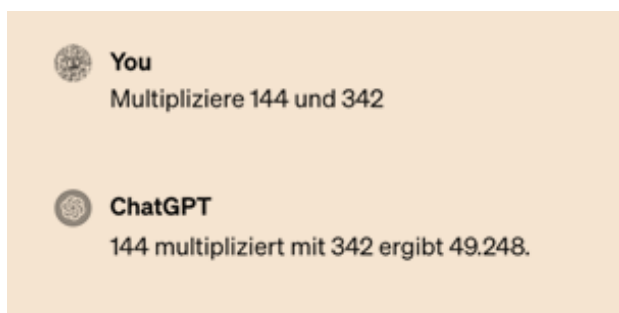 You
Multipliziere 144 und 342
ChatGPT
144 multipliziert mit 342 ergibt 49.248.